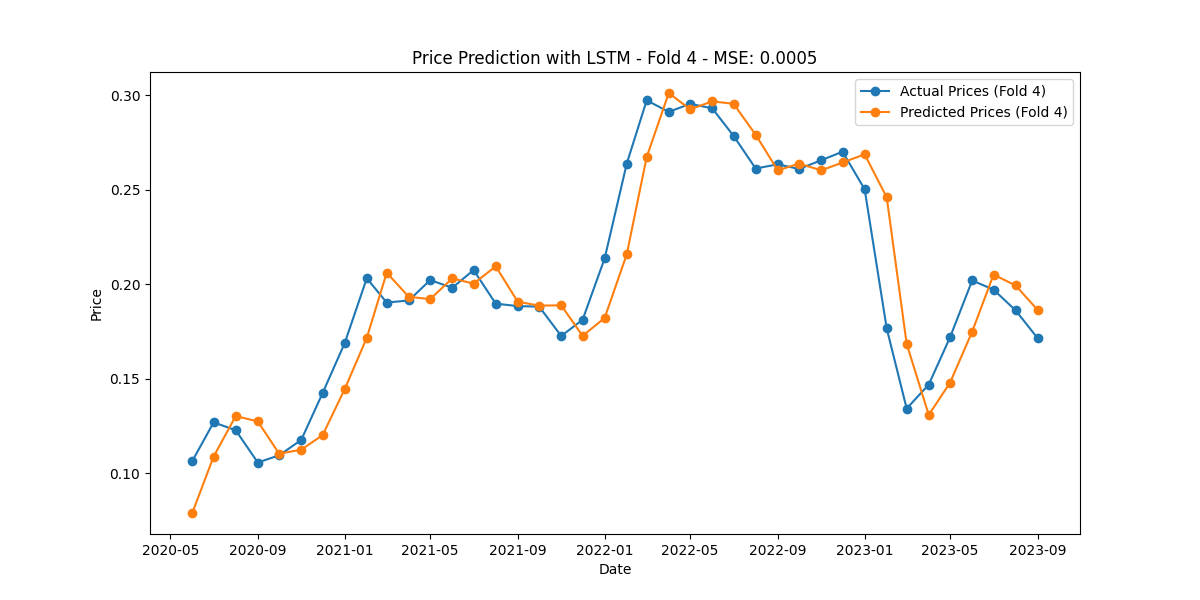 Price Prediction with LSTM - Fold 4 - MSE: 0.0005
Actual Prices (Fold 4)
Predicted Prices (Fold 4)
Price
0.30
0.25
0.20
0.15
0.10
2020-05 2020-09 2021-01 2021-05 2021-09 2022-01 2022-05 2022-09 2023-01 2023-05 2023-09
Date